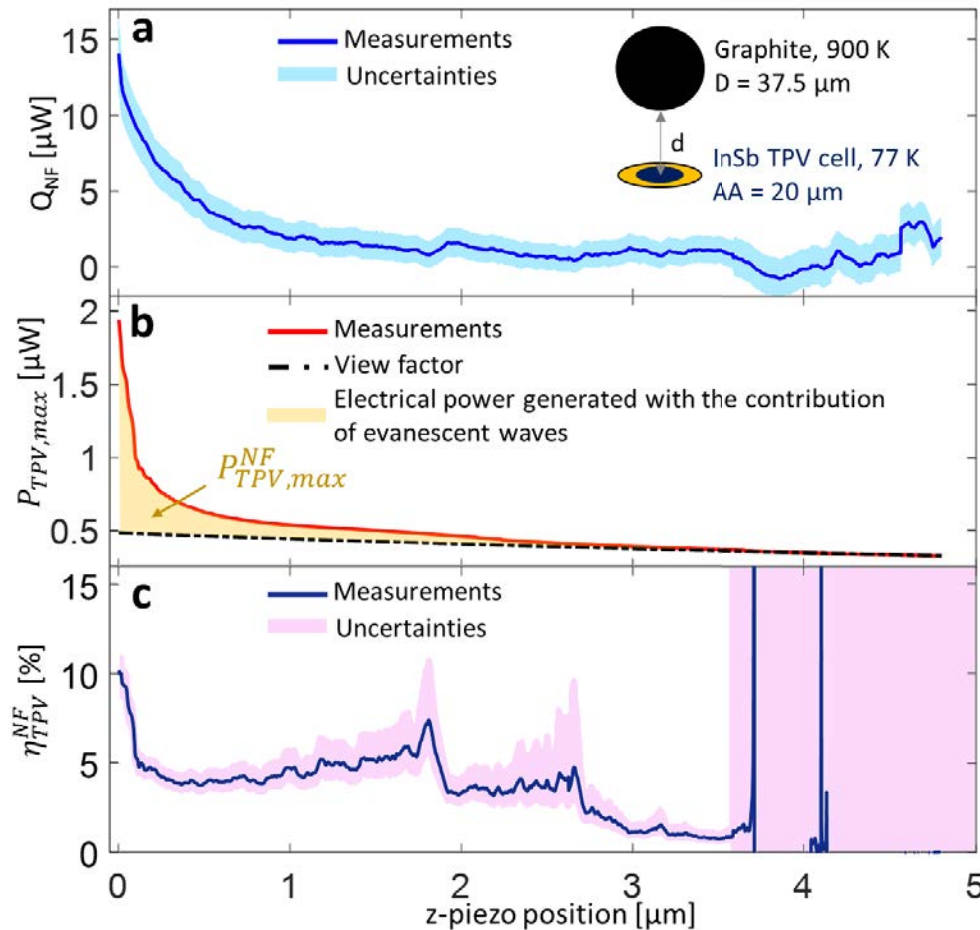 a
Measurements
Uncertainties
Graphite, 900 K
D = 37.5 µm
d
InSb TPV cell, 77 K
AA = 20 µm
Q_NF [µW]
15
10
5
0
b
Measurements
View factor
Electrical power generated with the contribution
of evanescent waves
P^NF_TPV,max
P_TPV,max [µW]
2
1.5
1
0.5
c
Measurements
Uncertainties
η^NF_TPV [%]
15
10
5
0
0 1 2 3 4 5
z-piezo position [µm]